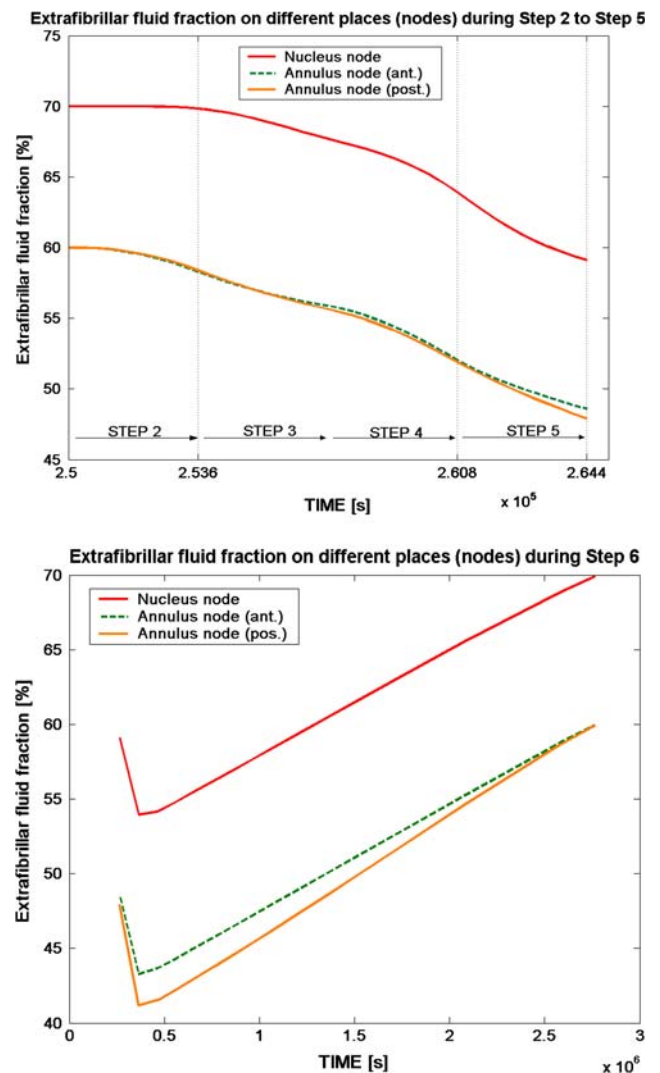 Extrafibrillar fluid fraction on different places (nodes) during Step 2 to Step 5
75
70
65
60
55
50
45
Extrafibrillar fluid fraction [%]
Nucleus node
Annulus node (ant.)
Annulus node (post.)
STEP 2
STEP 3
STEP 4
STEP 5
2.5
2.536
2.608
2.644
TIME [s]
x 10^5
Extrafibrillar fluid fraction on different places (nodes) during Step 6
70
65
60
55
50
45
40
Extrafibrillar fluid fraction [%]
Nucleus node
Annulus node (ant.)
Annulus node (pos.)
0
0.5
1
1.5
2
2.5
3
TIME [s]
x 10^6